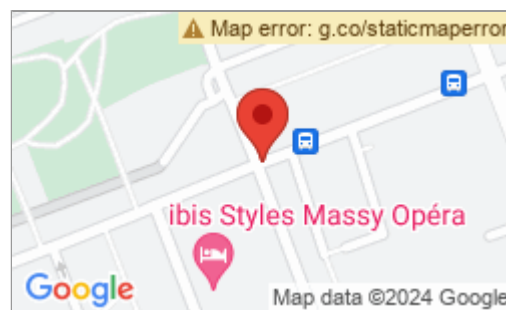 Map error: g.co/staticmaperror
ibis Styles Massy Opéra
Google
Map data ©2024 Google